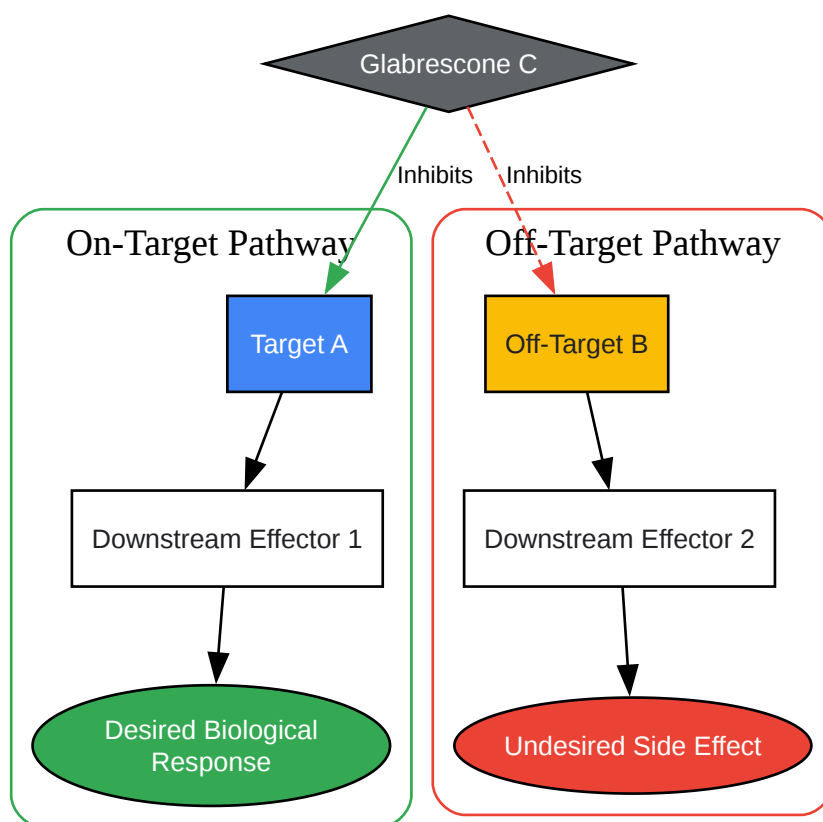 Glabrescone C
Inhibits
Inhibits
On-Target Pathway
Off-Target Pathway
Target A
Off-Target B
Downstream Effector 1
Downstream Effector 2
Desired Biological
Response
Undesired Side Effect